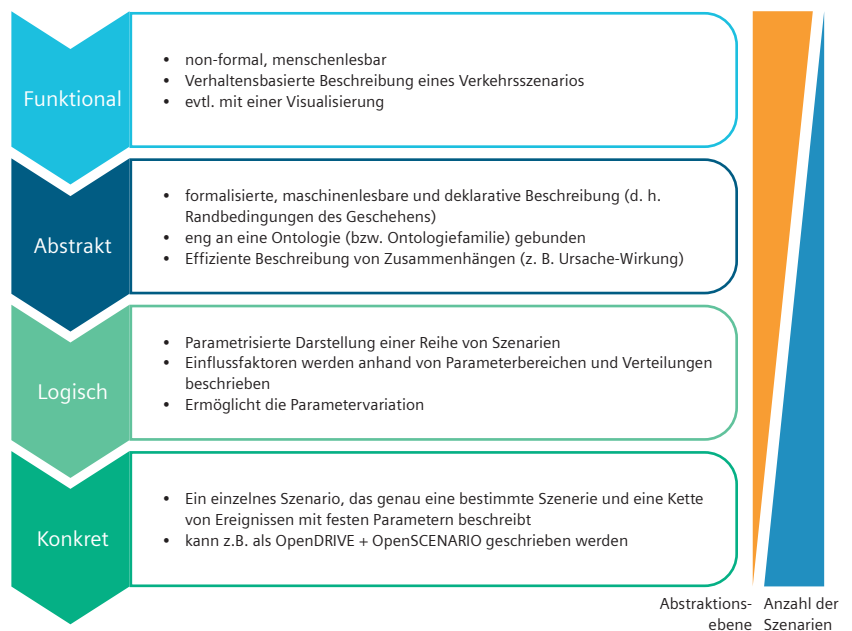 Funktional
• non-formal, menschenlesbar
• Verhaltensbasierte Beschreibung eines Verkehrsszenarios
• evtl. mit einer Visualisierung
Abstrakt
• formalisierte, maschinenlesbare und deklarative Beschreibung (d. h.
Randbedingungen des Geschehens)
• eng an eine Ontologie (bzw. Ontologiefamilie) gebunden
• Effiziente Beschreibung von Zusammenhängen (z. B. Ursache-Wirkung)
Logisch
• Parametrisierte Darstellung einer Reihe von Szenarien
• Einflussfaktoren werden anhand von Parameterbereichen und Verteilungen
beschrieben
• Ermöglicht die Parametervariation
Konkret
• Ein einzelnes Szenario, das genau eine bestimmte Szenerie und eine Kette
von Ereignissen mit festen Parametern beschreibt
• kann z.B. als OpenDRIVE + OpenSCENARIO geschrieben werden
Abstraktions-
ebene
Anzahl der
Szenarien